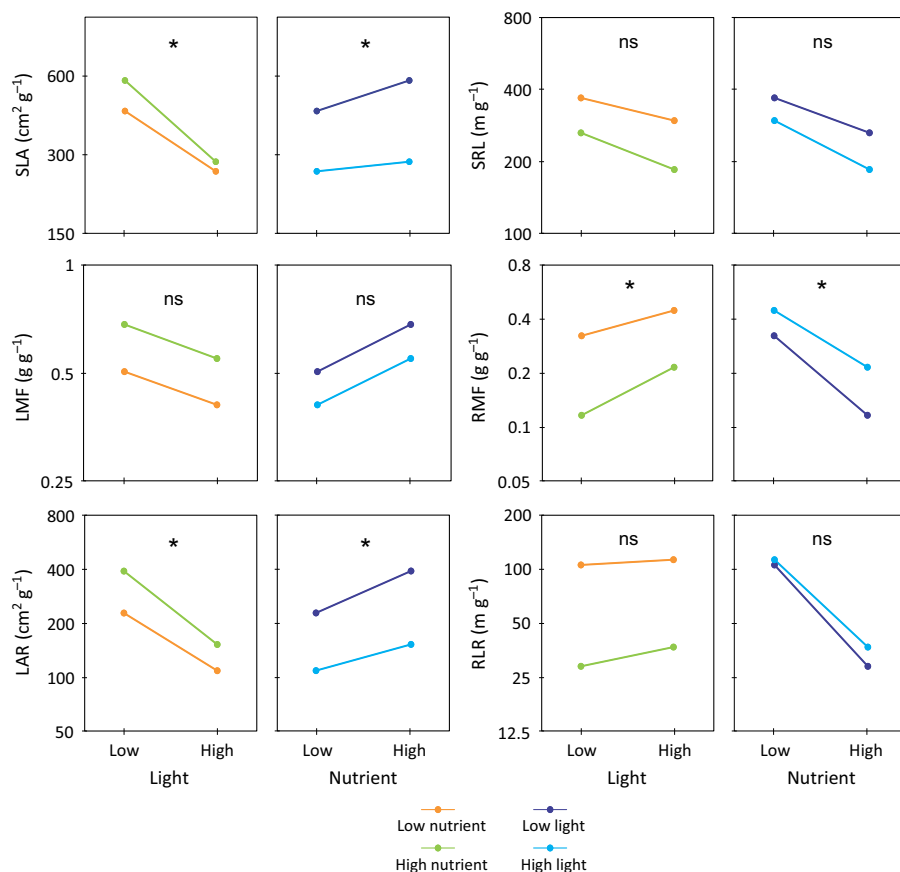 SLA (cm² g⁻¹)
600
300
150
*
*
SRL (m g⁻¹)
800
400
200
100
ns
ns
LMF (g g⁻¹)
1
0.5
0.25
ns
ns
RMF (g g⁻¹)
0.8
0.4
0.2
0.1
0.05
*
*
LAR (cm² g⁻¹)
800
400
200
100
50
*
*
RLR (m g⁻¹)
200
100
50
25
12.5
ns
ns
Low High Low High Low High Low High
Light Nutrient Light Nutrient
Low nutrient Low light
High nutrient High light